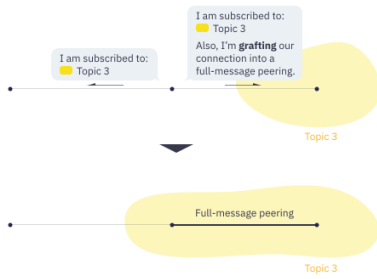 I am subscribed to:
Topic 3
Also, I'm grafting our
connection into a
full-message peering.
I am subscribed to:
Topic 3
Topic 3
Full-message peering
Topic 3